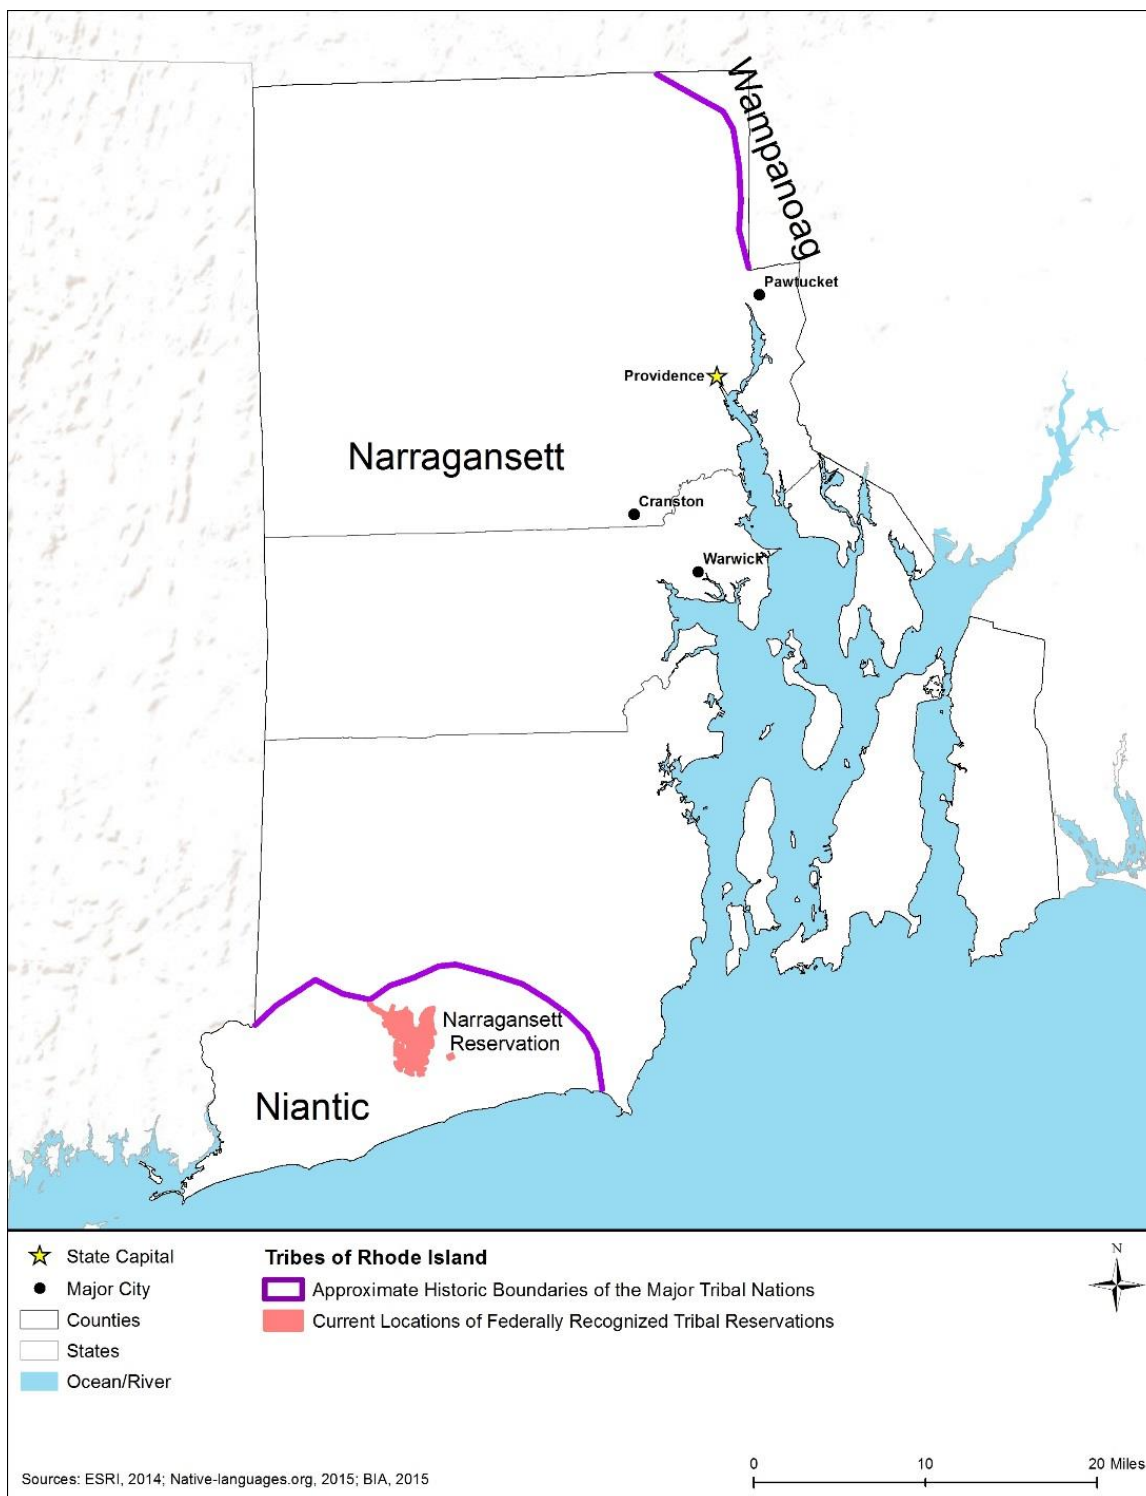 Wampanoag
Pawtucket
Providence
Narragansett
Cranston
Warwick
Narragansett
Reservation
Niantic
State Capital
Major City
Counties
States
Ocean/River
Tribes of Rhode Island
Approximate Historic Boundaries of the Major Tribal Nations
Current Locations of Federally Recognized Tribal Reservations
N
Sources: ESRI, 2014; Native-languages.org, 2015; BIA, 2015
0 10 20 Miles